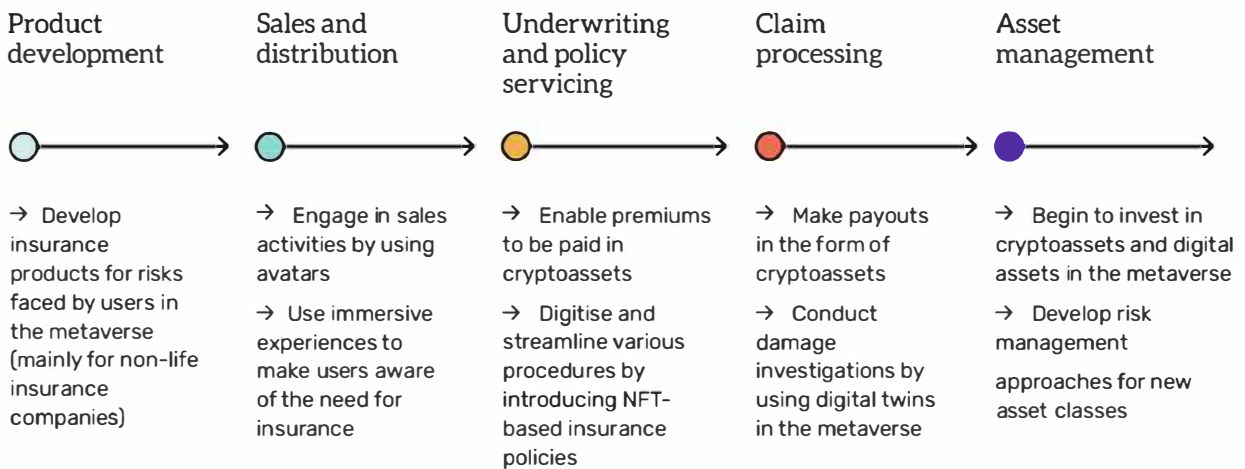 Product
development
→ Develop
insurance
products for risks
faced by users in
the metaverse
(mainly for non-life
insurance
companies)
Sales and
distribution
→ Engage in sales
activities by using
avatars
→ Use immersive
experiences to
make users aware
of the need for
insurance
Underwriting
and policy
servicing
→ Enable premiums
to be paid in
cryptoassets
→ Digitise and
streamline various
procedures by
introducing NFT-
based insurance
policies
Claim
processing
→ Make payouts
in the form of
cryptoassets
→ Conduct
damage
investigations by
using digital twins
in the metaverse
Asset
management
→ Begin to invest in
cryptoassets and digital
assets in the metaverse
→ Develop risk
management
approaches for new
asset classes